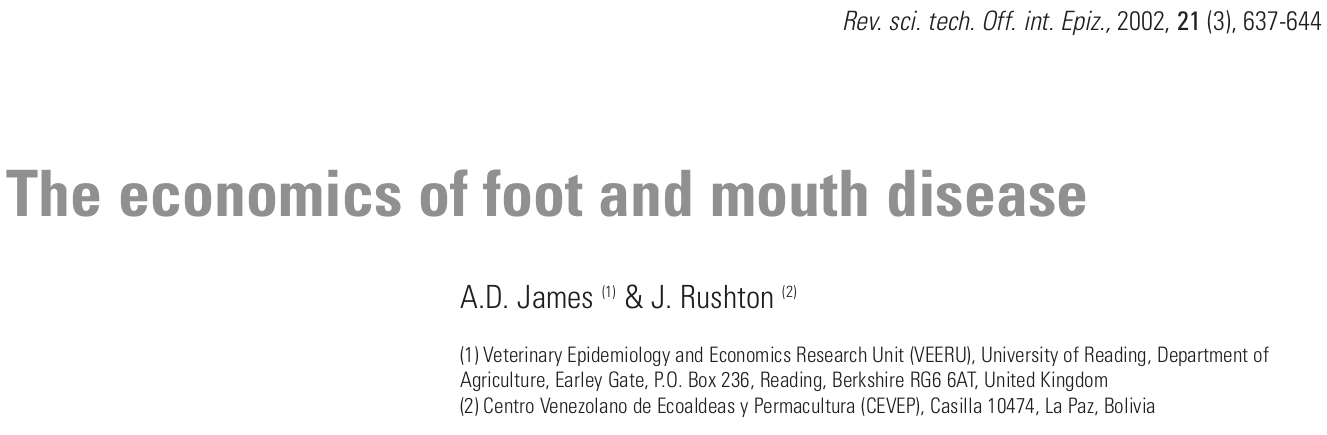 Rev. sci. tech. Off. int. Epiz., 2002, 21 (3), 637-644
The economics of foot and mouth disease
A.D. James (1) & J. Rushton (2)
(1) Veterinary Epidemiology and Economics Research Unit (VEERU), University of Reading, Department of
Agriculture, Earley Gate, P.O. Box 236, Reading, Berkshire RG6 6AT, United Kingdom
(2) Centro Venezolano de Ecoaldeas y Permacultura (CEVEP), Casilla 10474, La Paz, Bolivia